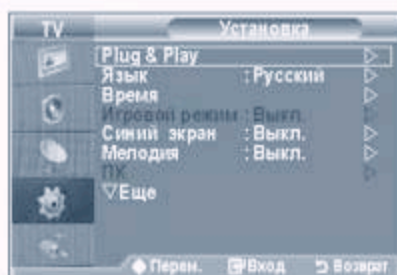 TV Установка
Plug & Play
Язык : Русский
Время
Игровой режим : Выкл.
Синий экран : Выкл.
Мелодия : Выкл.
ПК
▽Еще
Перем. Вход Возврат